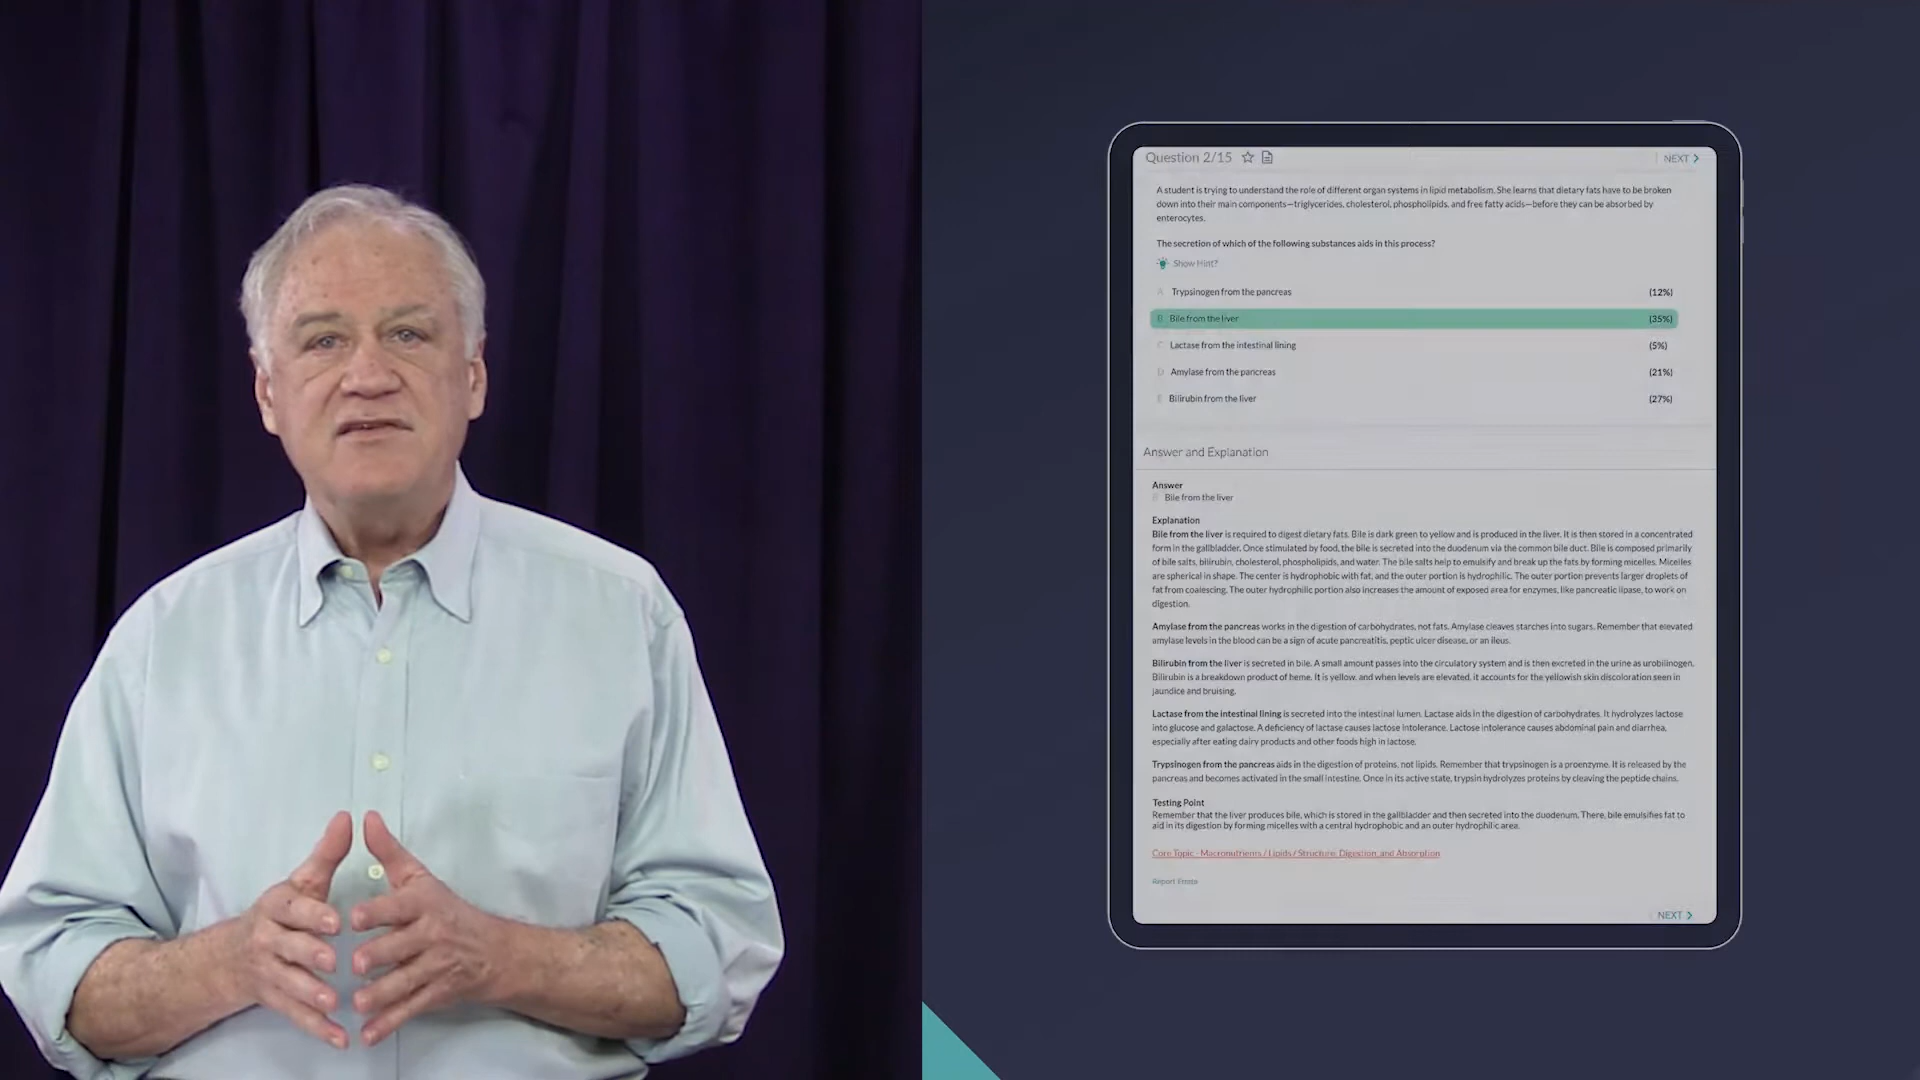 Question 2/15
NEXT
A student is trying to understand the role of different organ systems in lipid metabolism. She learns that dietary fats have to be broken
down into their main components—triglycerides, cholesterol, phospholipids, and free fatty acids—before they can be absorbed by
enterocytes.
The secretion of which of the following substances aids in this process?
Show Hint?
A Trypsinogen from the pancreas (12%)
B Bile from the liver (35%)
C Lactase from the intestinal lining (5%)
D Amylase from the pancreas (21%)
E Bilirubin from the liver (27%)
Answer and Explanation
Answer
B Bile from the liver
Explanation
Bile from the liver is required to digest dietary fats. Bile is dark green to yellow and is produced in the liver. It is then stored in a concentrated
form in the gallbladder. Once stimulated by food, the bile is secreted into the duodenum via the common bile duct. Bile is composed primarily
of bile salts, bilirubin, cholesterol, phospholipids, and water. The bile salts help to emulsify and break up the fats by forming micelles. Micelles
are spherical in shape. The center is hydrophobic with fat, and the outer portion is hydrophilic. The outer portion prevents larger droplets of
fat from coalescing. The outer hydrophilic portion also increases the amount of exposed area for enzymes, like pancreatic lipase, to work on
digestion.
Amylase from the pancreas works in the digestion of carbohydrates, not fats. Amylase cleaves starches into sugars. Remember that elevated
amylase levels in the blood can be a sign of acute pancreatitis, peptic ulcer disease, or an ileus.
Bilirubin from the liver is secreted in bile. A small amount passes into the circulatory system and is then excreted in the urine as urobilinogen.
Bilirubin is a breakdown product of heme. It is yellow, and when levels are elevated, it accounts for the yellowish skin discoloration seen in
jaundice and bruising.
Lactase from the intestinal lining is secreted into the intestinal lumen. Lactase aids in the digestion of carbohydrates. It hydrolyzes lactose
into glucose and galactose. A deficiency of lactase causes lactose intolerance. Lactose intolerance causes abdominal pain and diarrhea,
especially after eating dairy products and other foods high in lactose.
Trypsinogen from the pancreas aids in the digestion of proteins, not lipids. Remember that trypsinogen is a proenzyme. It is released by the
pancreas and becomes activated in the small intestine. Once in its active state, trypsin hydrolyzes proteins by cleaving the peptide chains.
Testing Point
Remember that the liver produces bile, which is stored in the gallbladder and then secreted into the duodenum. There, bile emulsifies fat to
aid in its digestion by forming micelles with a central hydrophobic and an outer hydrophilic area.
Core Topic - Macronutrients / Lipids / Structure, Digestion, and Absorption
Report Errata
NEXT